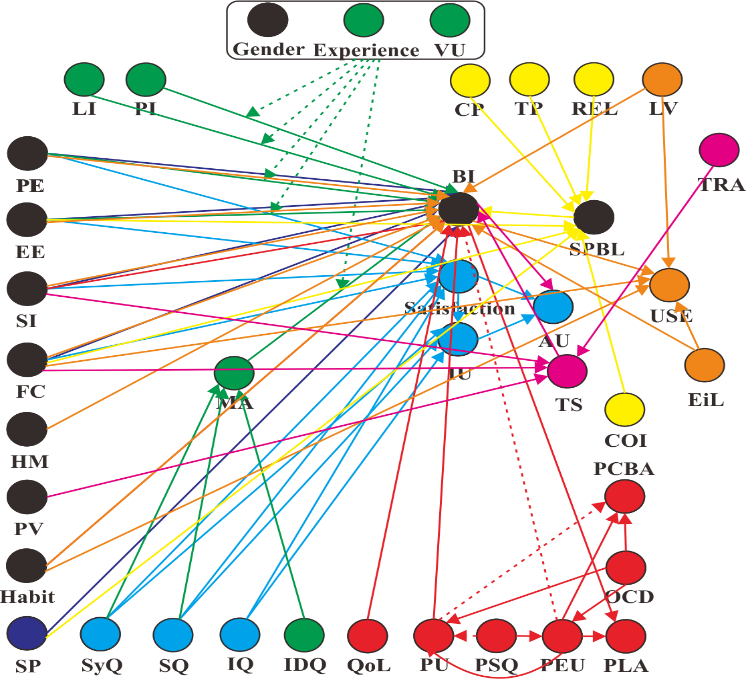 Gender Experience VU
LI PI CP TP REL LV
PE BI TRA
EE SPBL
SI Satisfaction AU USE
FC MA IU TS EiL
HM COI
PV PCBA
Habit OCD
SP SyQ SQ IQ IDQ QoL PU PSQ PEU PLA